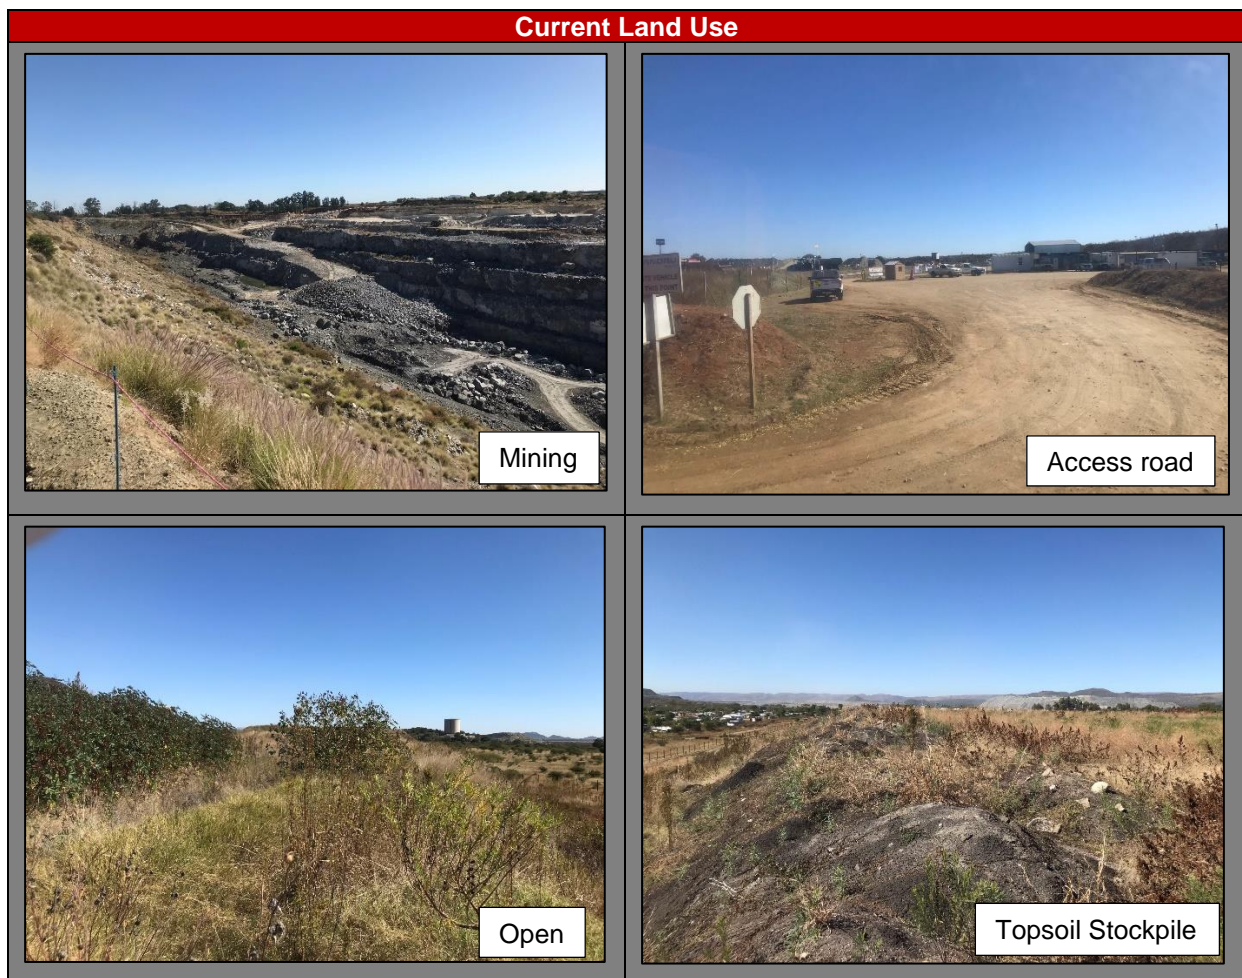 Current Land Use
Mining
Access road
Open
Topsoil Stockpile